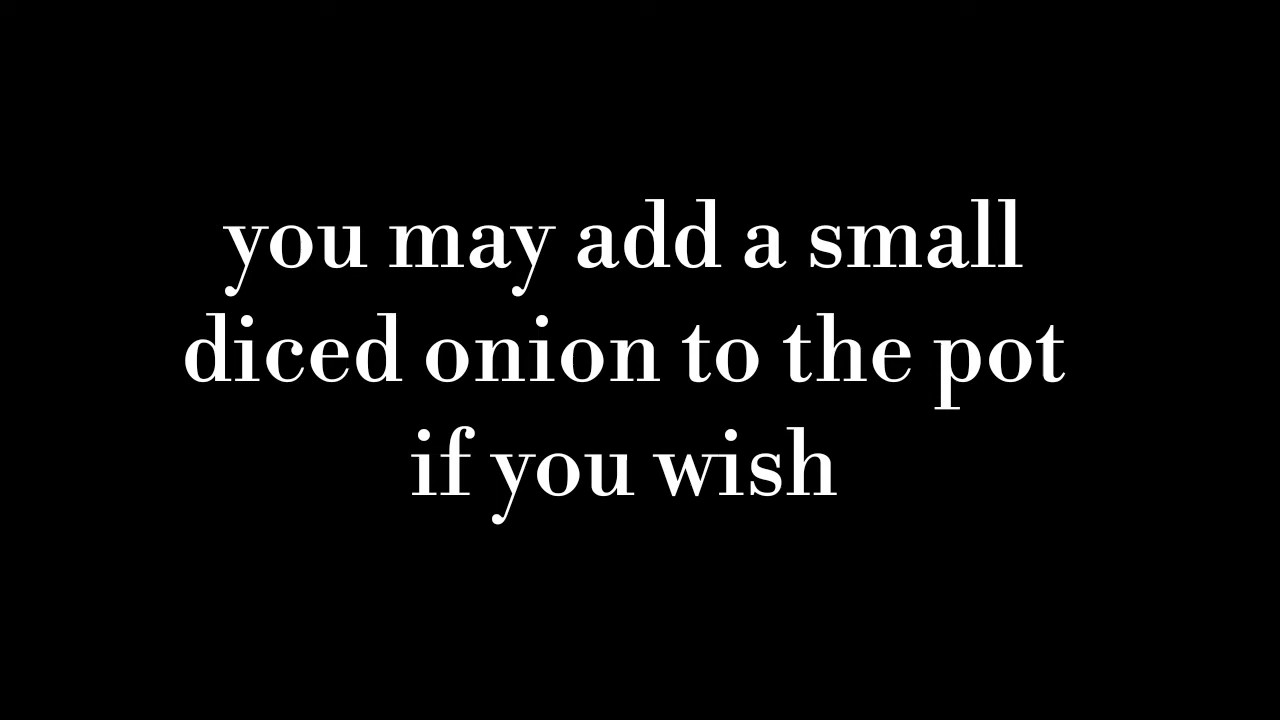 you may add a small
diced onion to the pot
if you wish